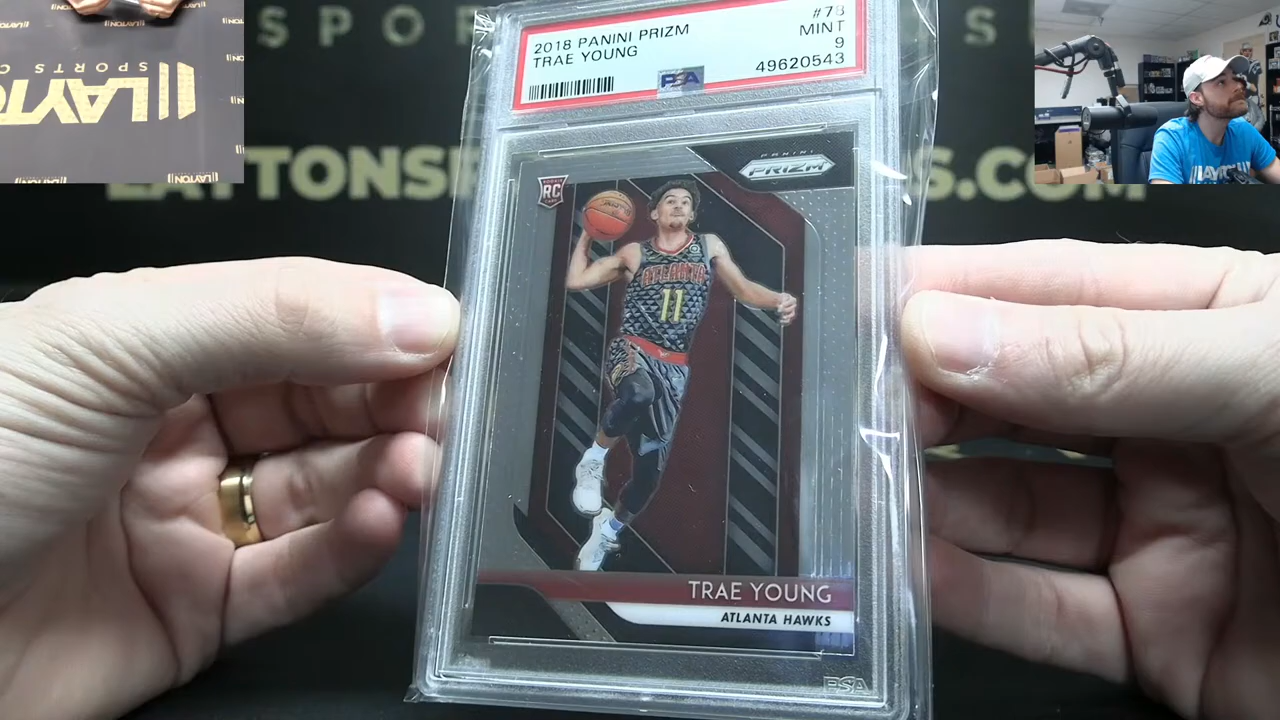 2018 PANINI PRIZM #78
TRAE YOUNG MINT
9
PSA 49620543
PANINI
PRIZM
ROOKIE
RC
ATLANTA
11
TRAE YOUNG
ATLANTA HAWKS
PSA